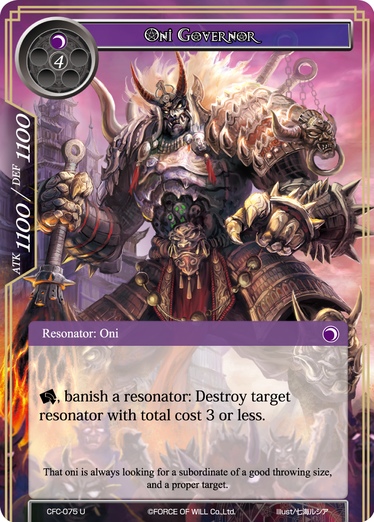 Oni Governor
4
ATK 1100 / DEF 1100
Resonator: Oni
, banish a resonator: Destroy target
resonator with total cost 3 or less.
That oni is always looking for a subordinate of a good throwing size,
and a proper target.
CFC-075 U ©FORCE OF WILL Co.,Ltd. Illust/七海ルシア